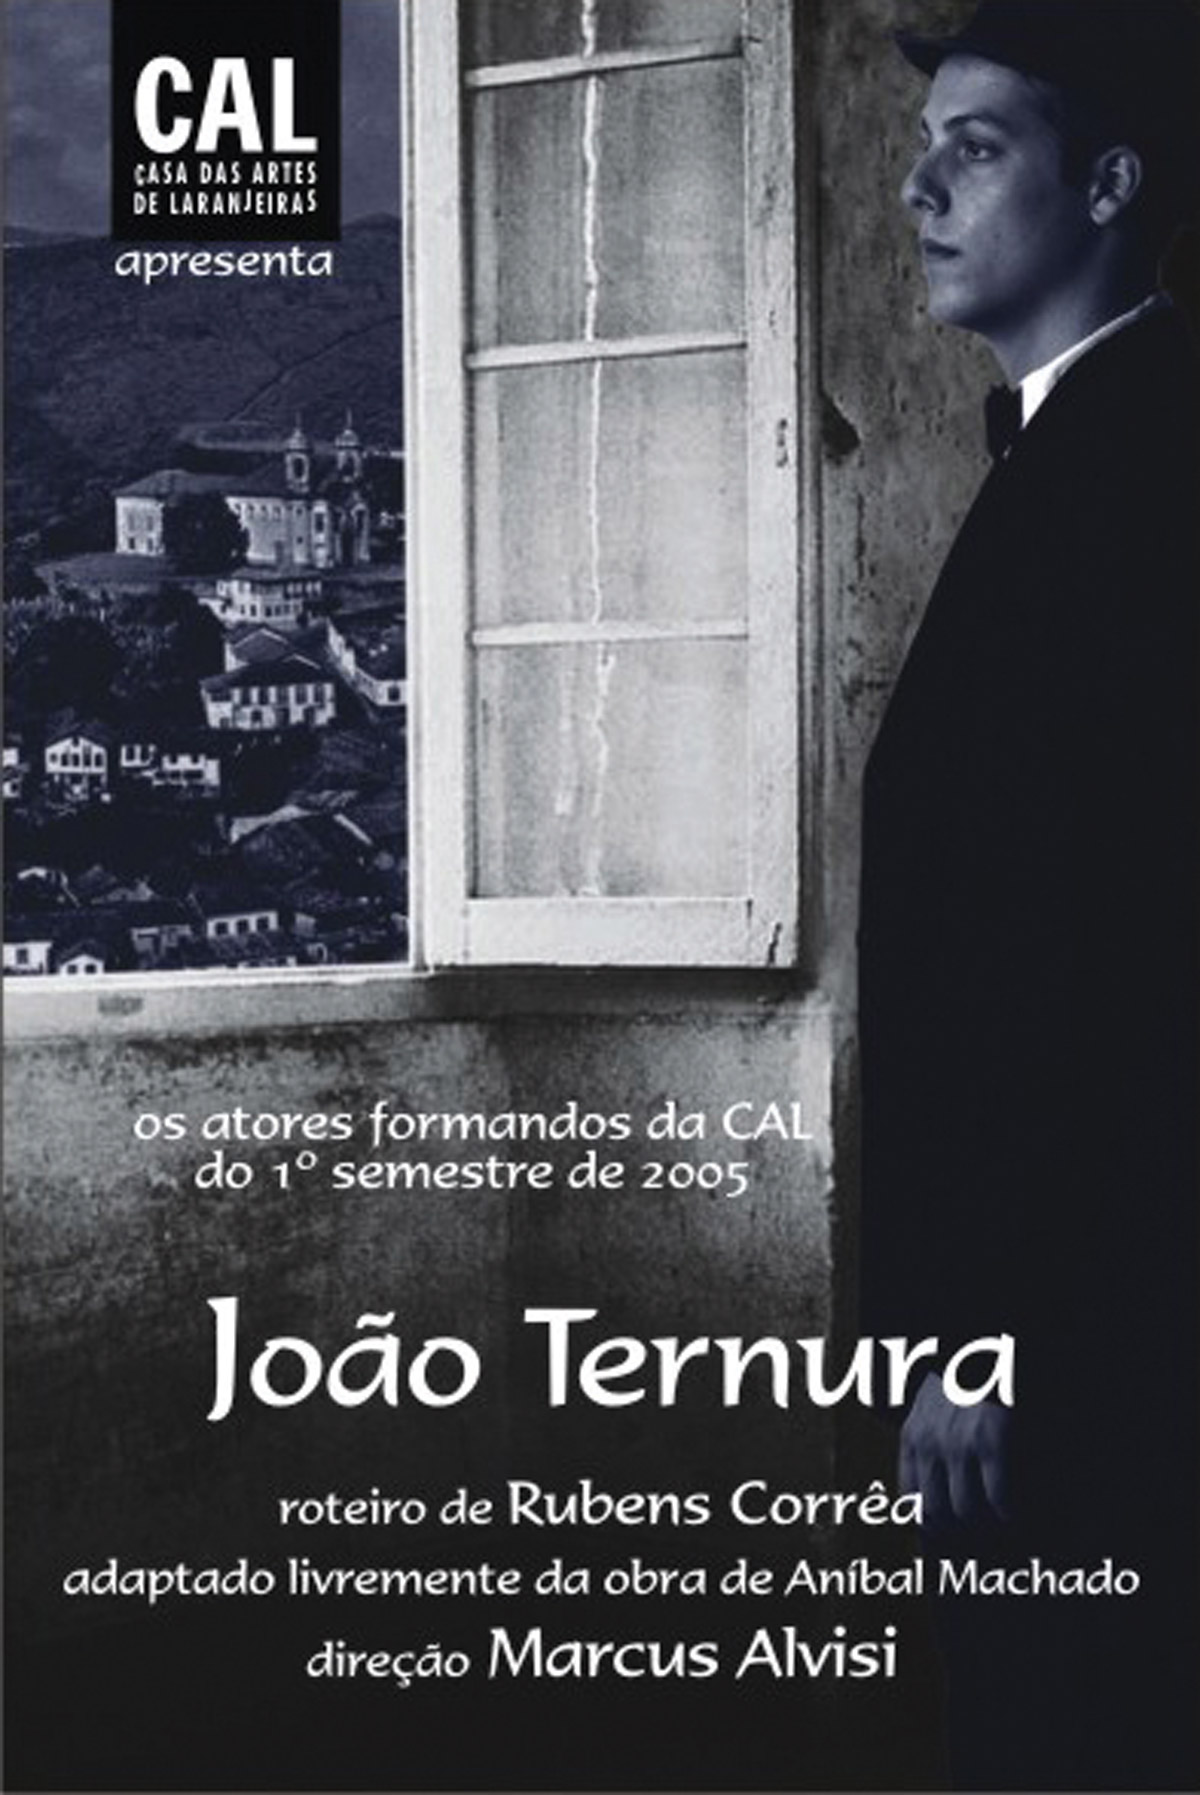 CAL
CASA DAS ARTES
DE LARANJEIRAS
apresenta
os atores formandos da CAL
do 1º semestre de 2005
João Ternura
roteiro de Rubens Corrêa
adaptado livremente da obra de Aníbal Machado
direção Marcus Alvisi